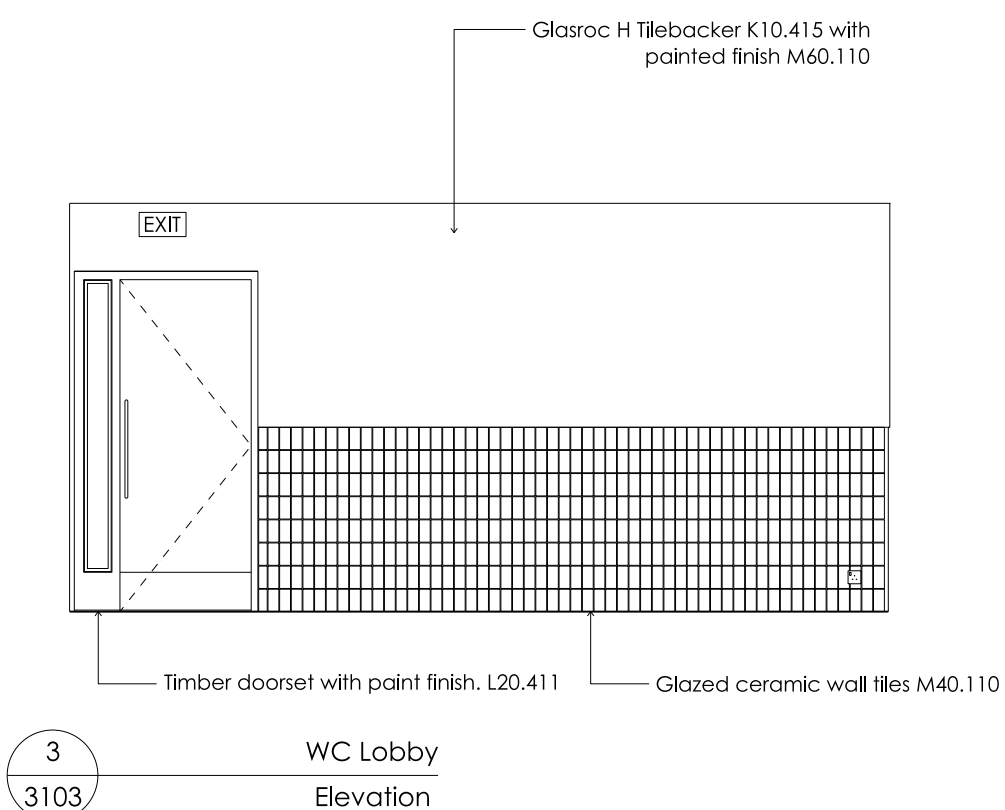 Glasroc H Tilebacker K10.415 with
painted finish M60.110
EXIT
Timber doorset with paint finish. L20.411
Glazed ceramic wall tiles M40.110
3
WC Lobby
3103
Elevation